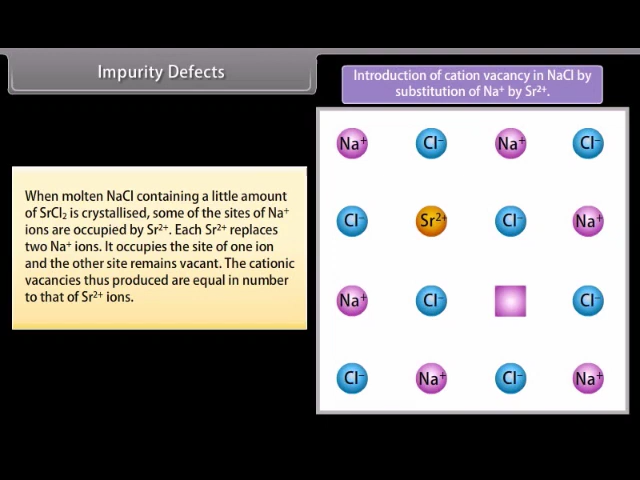 Impurity Defects
Introduction of cation vacancy in NaCl by
substitution of Na⁺ by Sr²⁺.
When molten NaCl containing a little amount
of SrCl₂ is crystallised, some of the sites of Na⁺
ions are occupied by Sr²⁺. Each Sr²⁺ replaces
two Na⁺ ions. It occupies the site of one ion
and the other site remains vacant. The cationic
vacancies thus produced are equal in number
to that of Sr²⁺ ions.
Na⁺ Cl⁻ Na⁺ Cl⁻
Cl⁻ Sr²⁺ Cl⁻ Na⁺
Na⁺ Cl⁻ Cl⁻
Cl⁻ Na⁺ Cl⁻ Na⁺